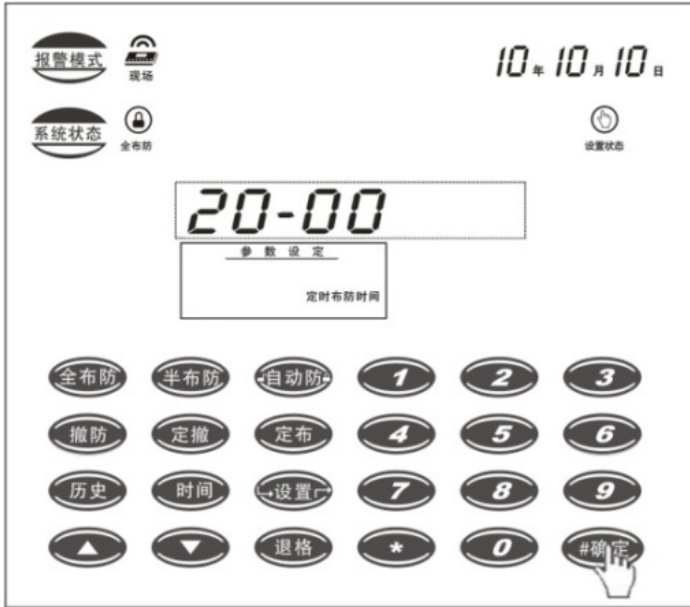 报警模式 现场 10年10月10日
系统状态 全布防 设置状态
20-00
参数设定
定时布防时间
全布防 半布防 自动防 1 2 3
撤防 定撤 定布 4 5 6
历史 时间 设置 7 8 9
▲ ▼ 退格 * 0 #确定